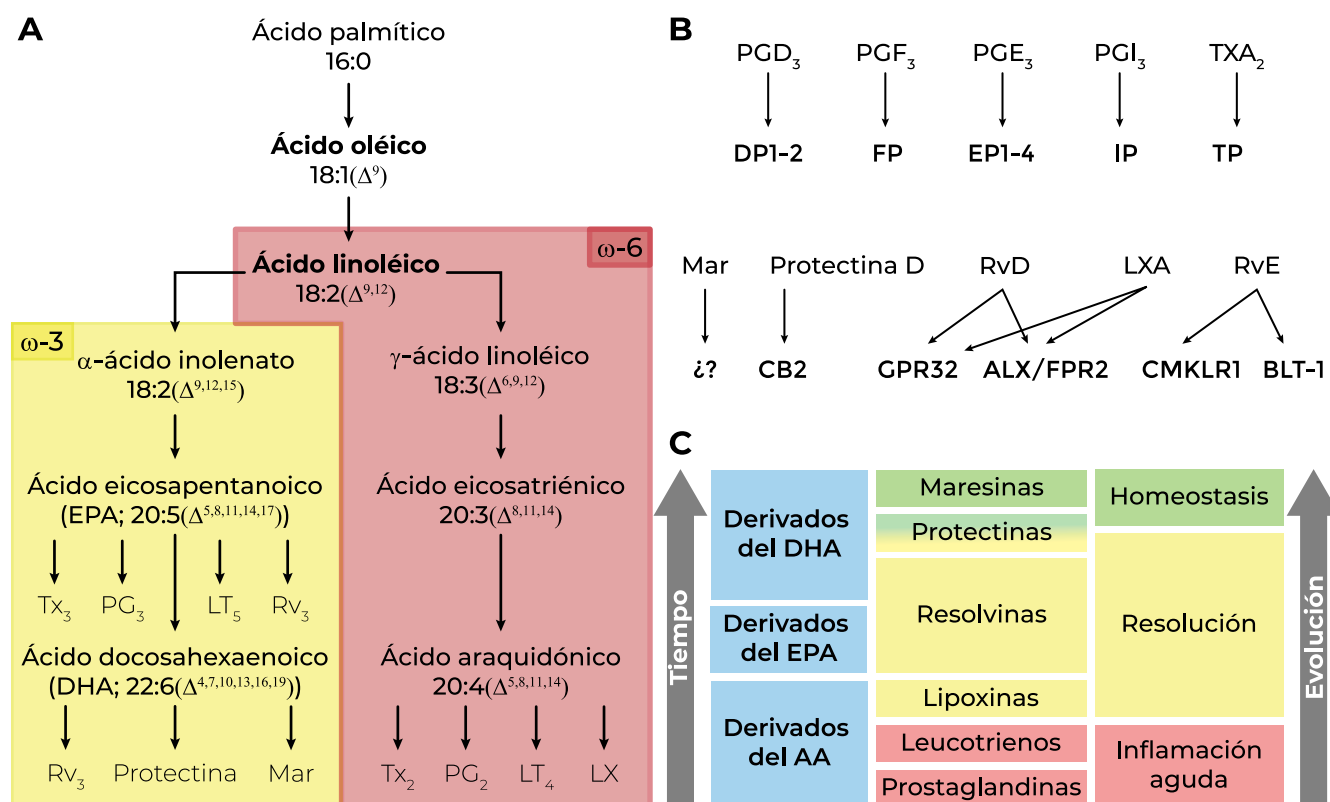 A
Ácido palmítico
16:0
Ácido oléico
18:1(Δ⁹)
ω-6
Ácido linoléico
18:2(Δ⁹,¹²)
ω-3
α-ácido inolenato
18:2(Δ⁹,¹²,¹⁵)
γ-ácido linoléico
18:3(Δ⁶,⁹,¹²)
Ácido eicosapentanoico
(EPA; 20:5(Δ⁵,⁸,¹¹,¹⁴,¹⁷))
Ácido eicosatriénico
20:3(Δ⁸,¹¹,¹⁴)
Tx₃ PG₃ LT₅ Rv₃
Ácido docosahexaenoico
(DHA; 22:6(Δ⁴,⁷,¹⁰,¹³,¹⁶,¹⁹))
Ácido araquidónico
20:4(Δ⁵,⁸,¹¹,¹⁴)
Rv₃ Protectina Mar
Tx₂ PG₂ LT₄ LX
B
PGD₃ PGF₃ PGE₃ PGI₃ TXA₂
DP1-2 FP EP1-4 IP TP
Mar Protectina D RvD LXA RvE
¿? CB2 GPR32 ALX/FPR2 CMKLR1 BLT-1
C
Tiempo
Derivados
del DHA
Derivados
del EPA
Derivados
del AA
Maresinas
Protectinas
Resolvinas
Lipoxinas
Leucotrienos
Prostaglandinas
Homeostasis
Resolución
Inflamación
aguda
Evolución